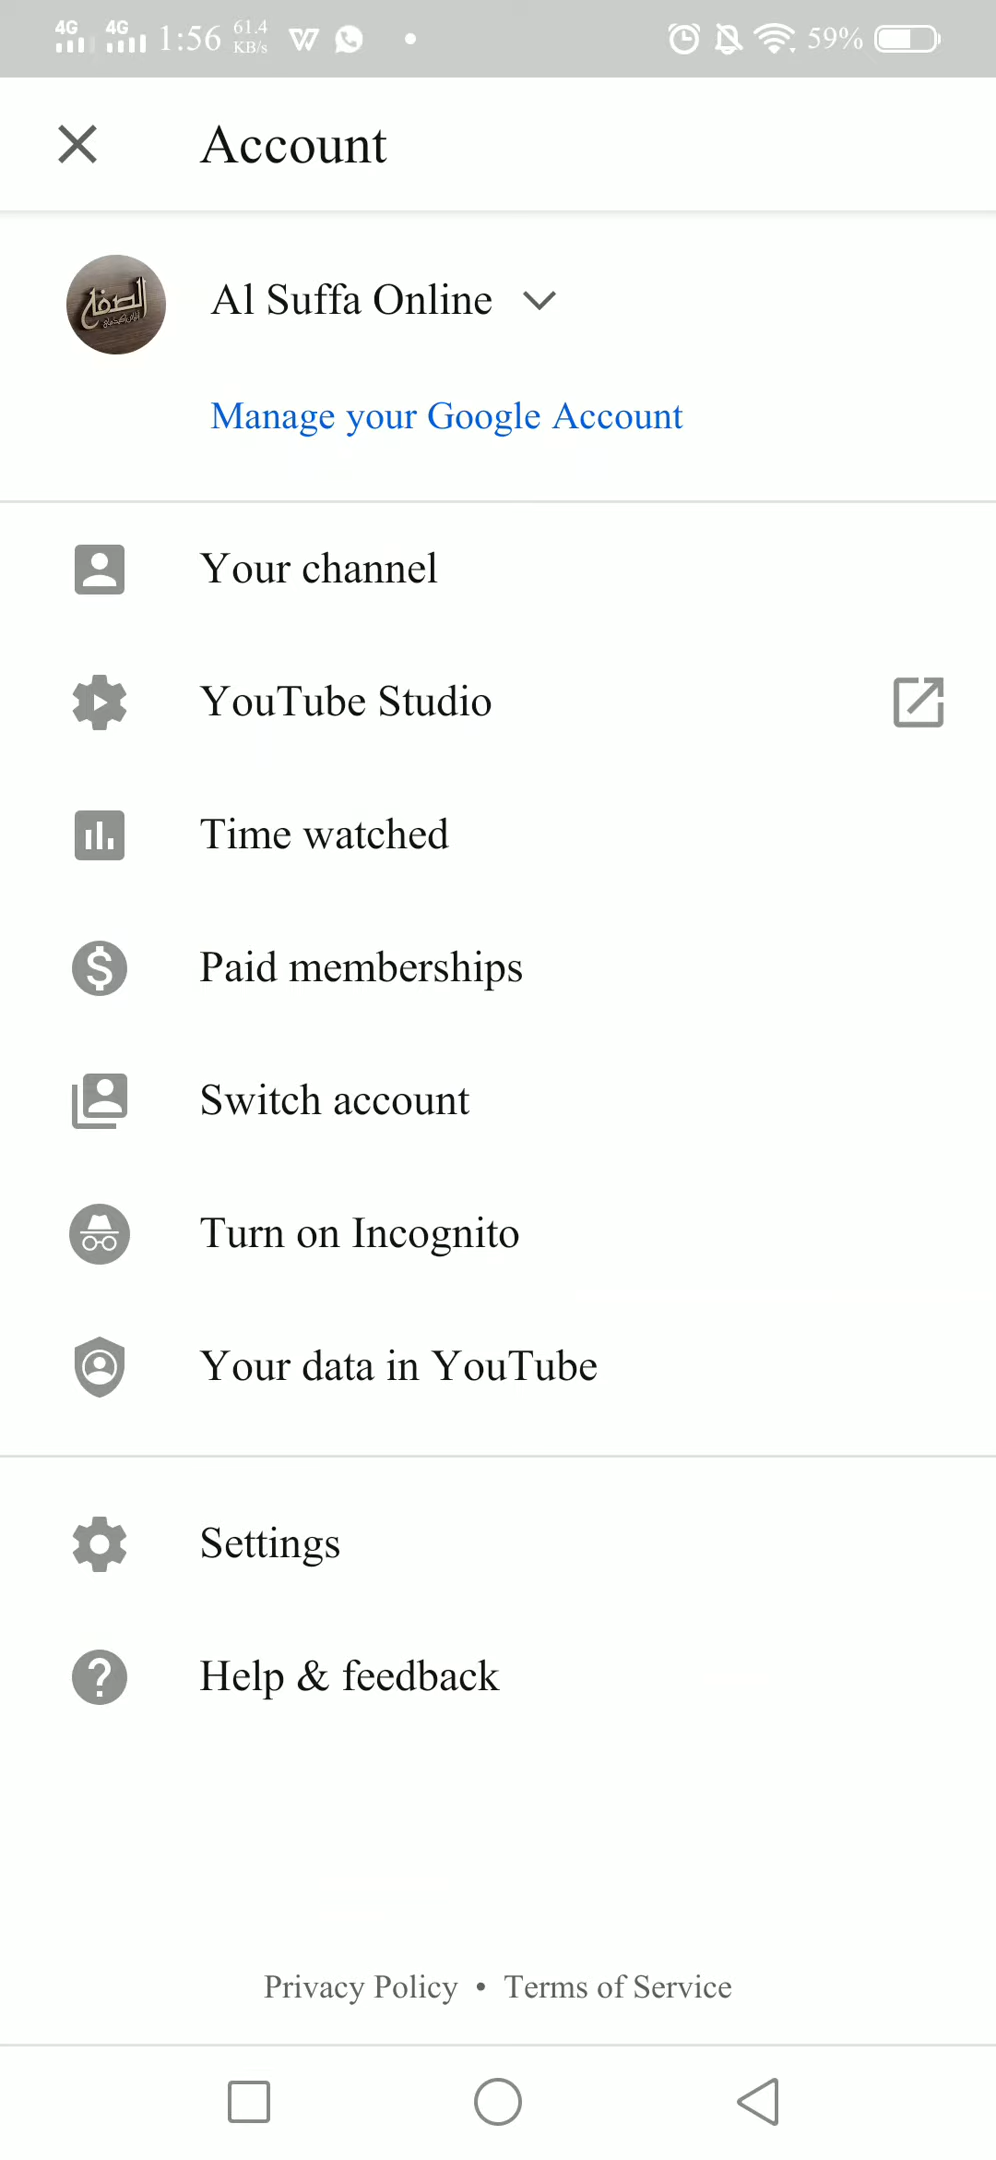 4G 4G 1:56 61.4 KB/s 59%
Account
الصفہ
Al Suffa Online
Manage your Google Account
Your channel
YouTube Studio
Time watched
Paid memberships
Switch account
Turn on Incognito
Your data in YouTube
Settings
Help & feedback
Privacy Policy • Terms of Service